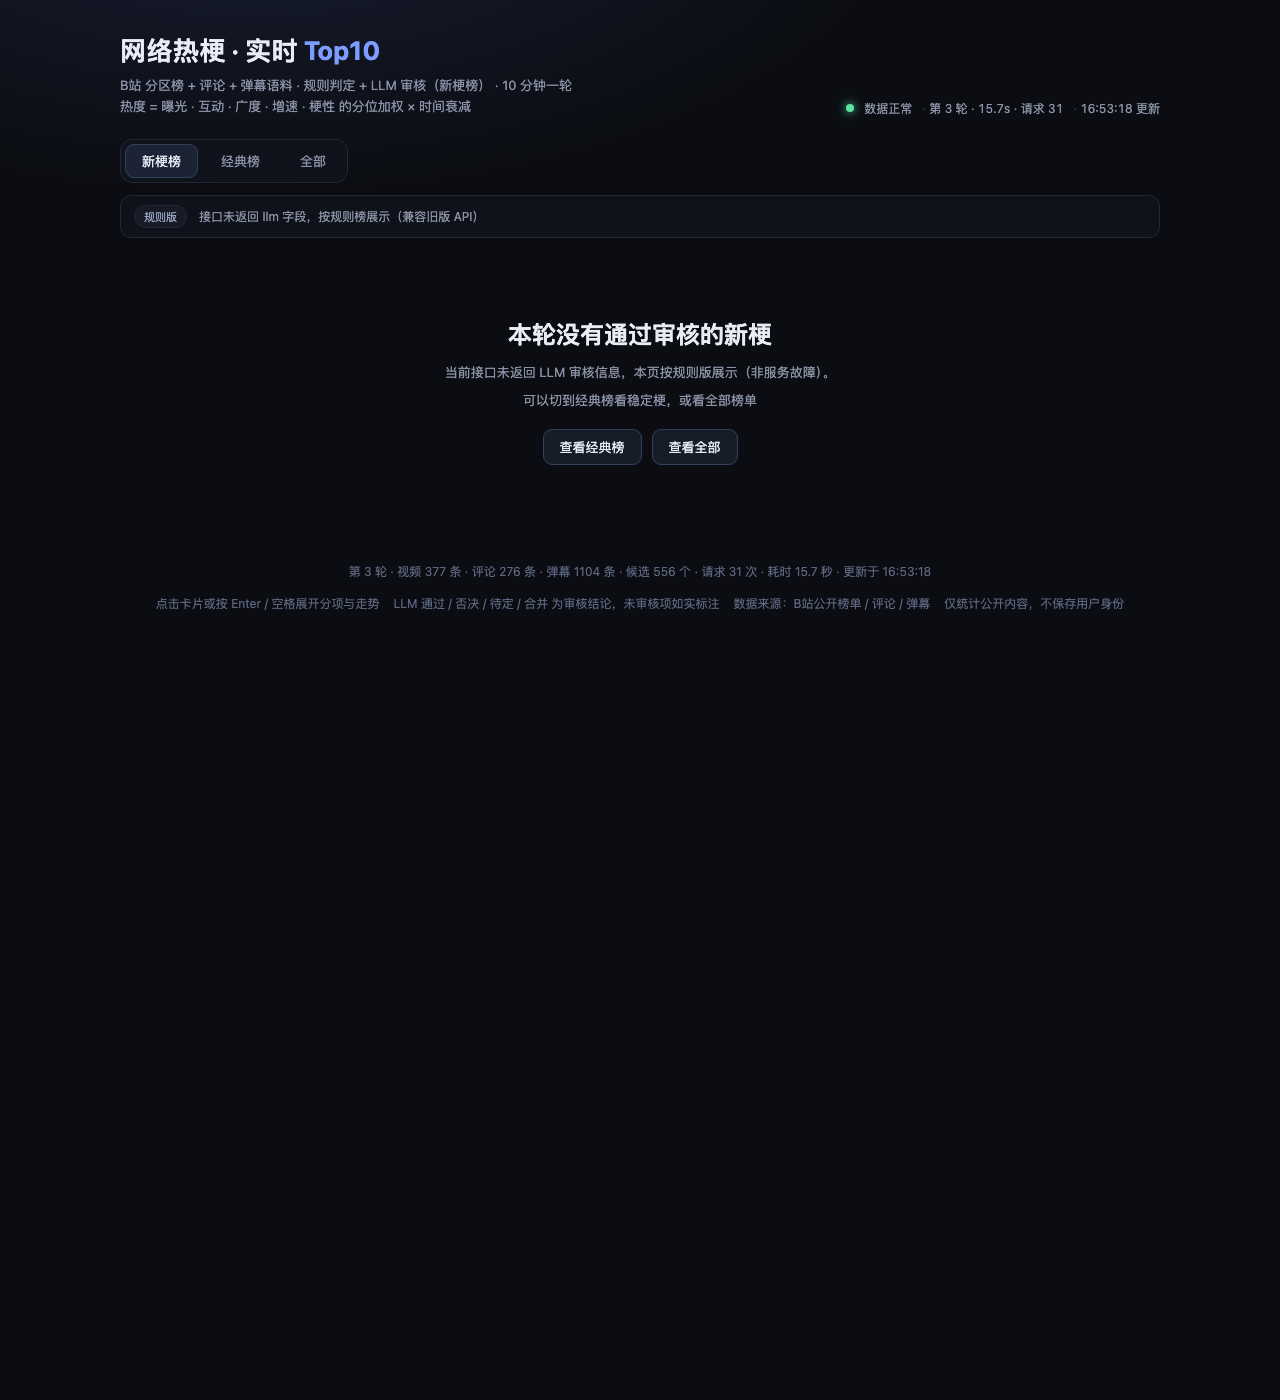 网络热梗 · 实时 Top10
B站 分区榜 + 评论 + 弹幕语料 · 规则判定 + LLM 审核（新梗榜） · 10 分钟一轮
热度 = 曝光 · 互动 · 广度 · 增速 · 梗性 的分位加权 × 时间衰减
数据正常 · 第 3 轮 · 15.7s · 请求 31 · 16:53:18 更新
新梗榜 经典榜 全部
规则版 接口未返回 llm 字段，按规则榜展示（兼容旧版 API）
本轮没有通过审核的新梗
当前接口未返回 LLM 审核信息，本页按规则版展示（非服务故障）。
可以切到经典榜看稳定梗，或看全部榜单
查看经典榜 查看全部
第 3 轮 · 视频 377 条 · 评论 276 条 · 弹幕 1104 条 · 候选 556 个 · 请求 31 次 · 耗时 15.7 秒 · 更新于 16:53:18
点击卡片或按 Enter / 空格展开分项与走势 LLM 通过 / 否决 / 待定 / 合并 为审核结论，未审核项如实标注 数据来源：B站公开榜单 / 评论 / 弹幕 仅统计公开内容，不保存用户身份